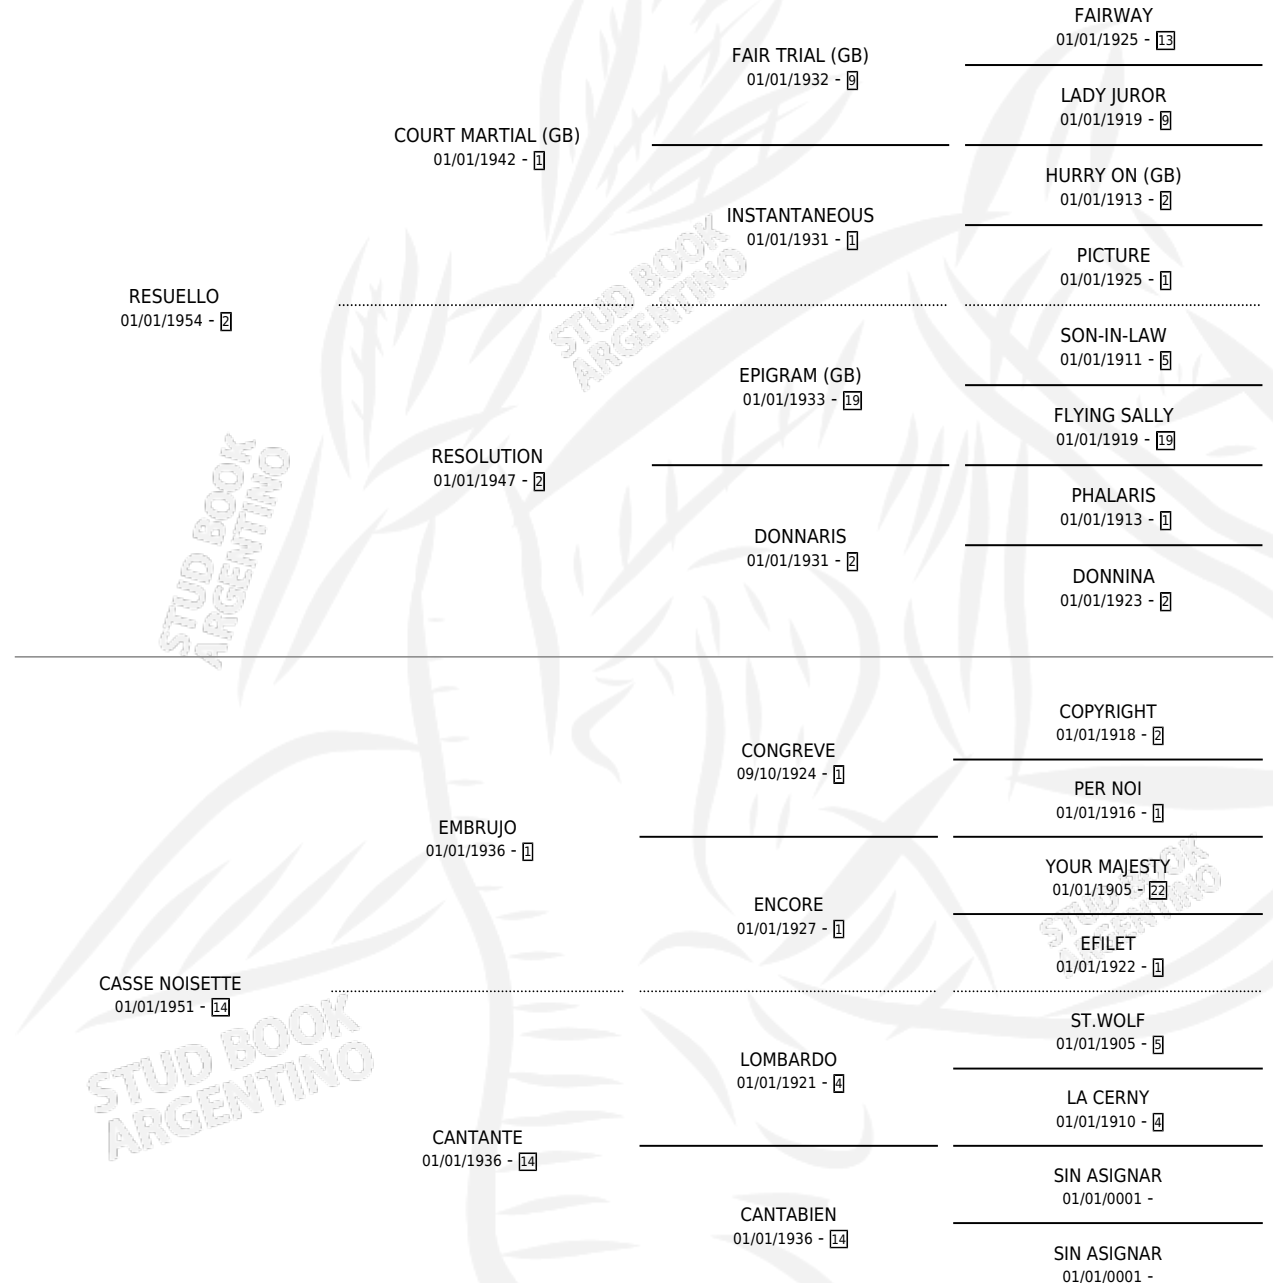 FAIRWAY
01/01/1925 - 13
FAIR TRIAL (GB)
01/01/1932 - 9
LADY JUROR
01/01/1919 - 9
COURT MARTIAL (GB)
01/01/1942 - 1
HURRY ON (GB)
01/01/1913 - 2
INSTANTANEOUS
01/01/1931 - 1
PICTURE
01/01/1925 - 1
RESUELLO
01/01/1954 - 2
SON-IN-LAW
01/01/1911 - 5
EPIGRAM (GB)
01/01/1933 - 19
FLYING SALLY
01/01/1919 - 19
RESOLUTION
01/01/1947 - 2
PHALARIS
01/01/1913 - 1
DONNARIS
01/01/1931 - 2
DONNINA
01/01/1923 - 2
COPYRIGHT
01/01/1918 - 2
CONGREVE
09/10/1924 - 1
PER NOI
01/01/1916 - 1
EMBRUJO
01/01/1936 - 1
YOUR MAJESTY
01/01/1905 - 22
ENCORE
01/01/1927 - 1
EFILET
01/01/1922 - 1
CASSE NOISETTE
01/01/1951 - 14
ST.WOLF
01/01/1905 - 5
LOMBARDO
01/01/1921 - 4
LA CERNY
01/01/1910 - 4
CANTANTE
01/01/1936 - 14
SIN ASIGNAR
01/01/0001 -
CANTABIEN
01/01/1936 - 14
SIN ASIGNAR
01/01/0001 -
STUD BOOK
ARGENTINO
STUD BOOK
ARGENTINO
STUD BOOK
ARGENTINO
STUD BOOK
ARGENTINO